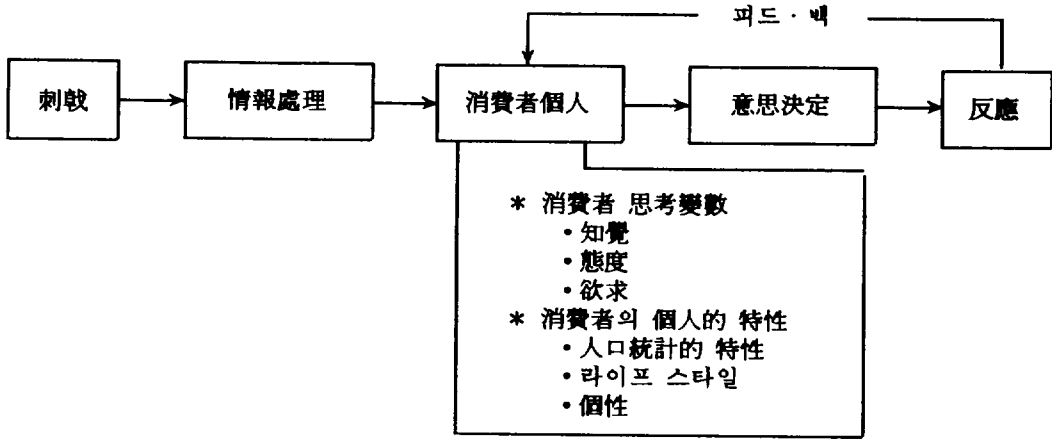 피드·백
刺戟 情報處理 消費者個人 意思決定 反應
* 消費者 思考變數
• 知覺
• 態度
• 欲求
* 消費者의 個人的 特性
• 人口統計的 特性
• 라이프 스타일
• 個性